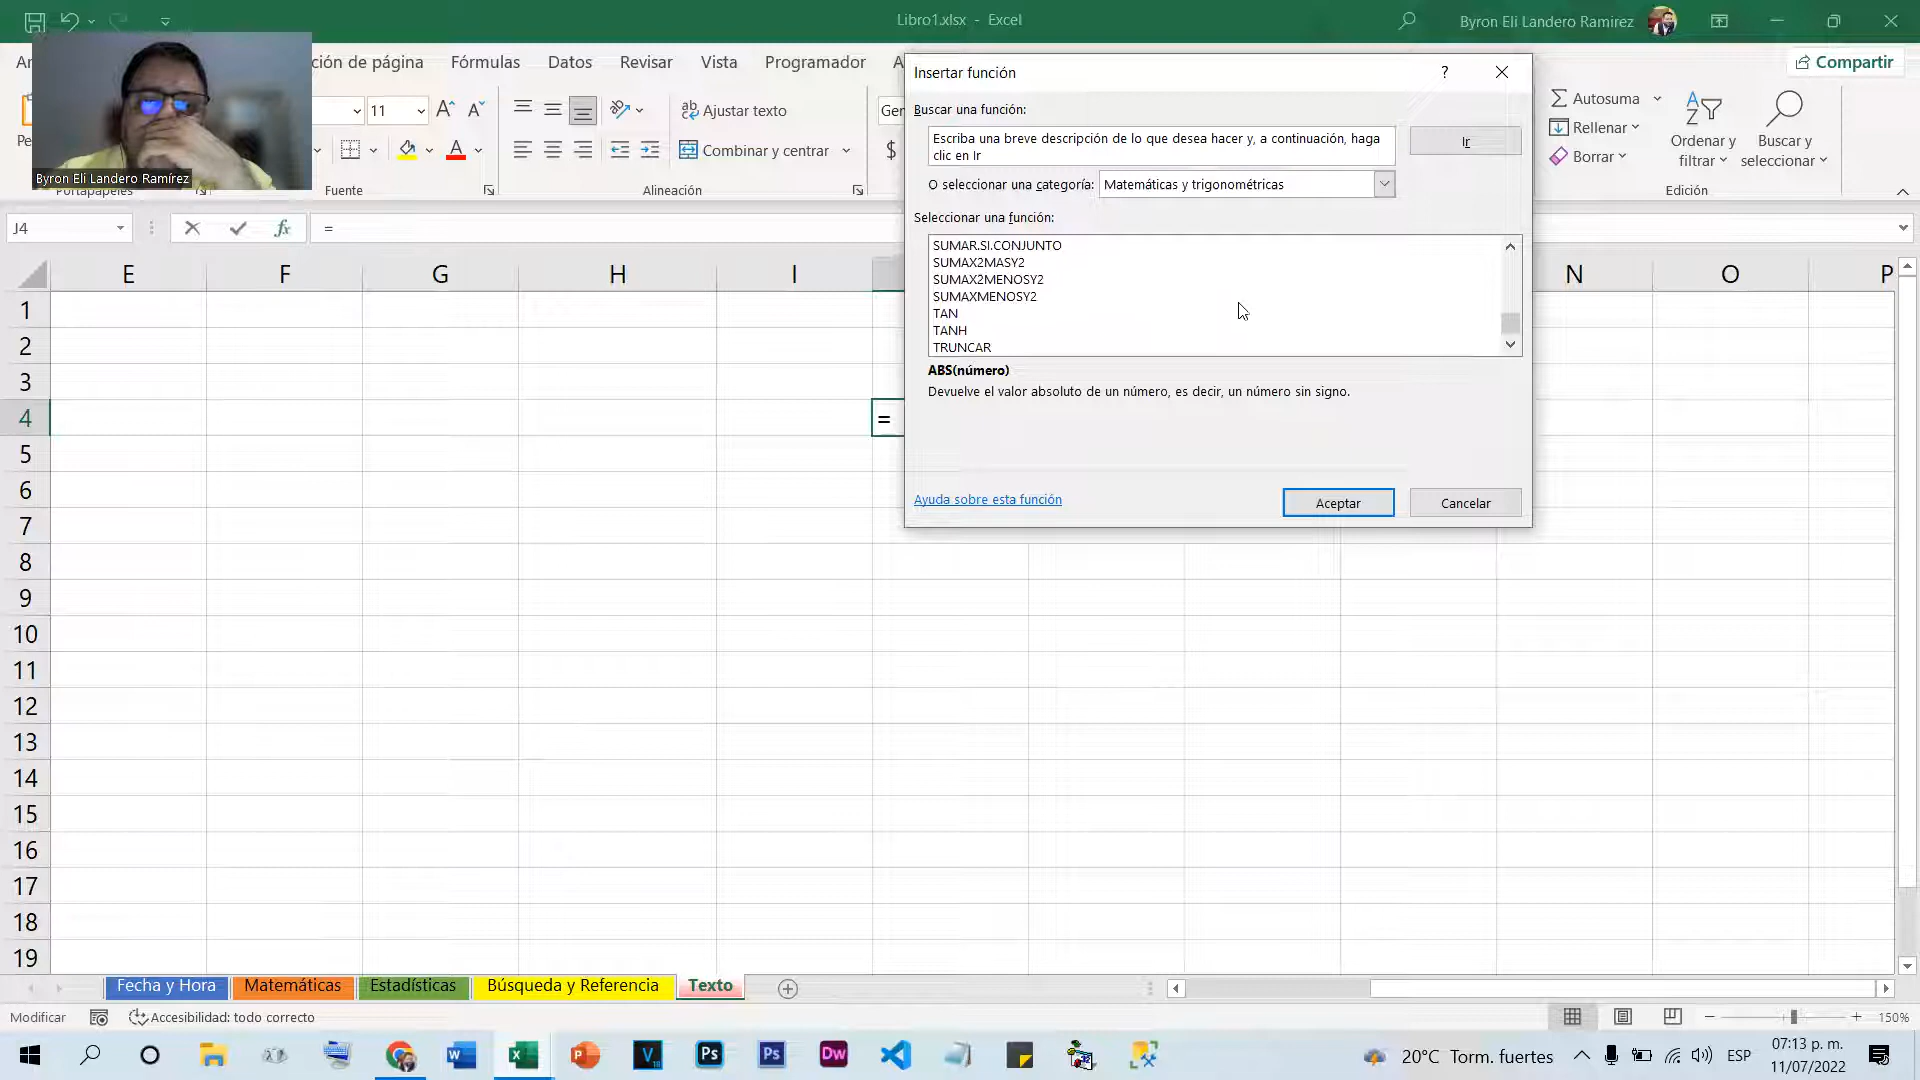 Libro1.xlsx - Excel
Byron Eli Landero Ramirez
ción de página
Fórmulas
Datos
Revisar
Vista
Programador
Compartir
11
Ajustar texto
Combinar y centrar
$
Fuente
Alineación
Byron Eli Landero Ramírez
Autosuma
Rellenar
Borrar
Ordenar y
filtrar
Buscar y
seleccionar
Edición
Insertar función
?
Buscar una función:
Escriba una breve descripción de lo que desea hacer y, a continuación, haga
clic en Ir
Ir
O seleccionar una categoría: Matemáticas y trigonométricas
Seleccionar una función:
SUMAR.SI.CONJUNTO
SUMAX2MASY2
SUMAX2MENOSY2
SUMAXMENOSY2
TAN
TANH
TRUNCAR
ABS(número)
Devuelve el valor absoluto de un número, es decir, un número sin signo.
Ayuda sobre esta función
Aceptar
Cancelar
J4
fx
=
E F G H I N O P
1
2
3
4
=
5
6
7
8
9
10
11
12
13
14
15
16
17
18
19
Fecha y Hora
Matemáticas
Estadísticas
Búsqueda y Referencia
Texto
Modificar
Accesibilidad: todo correcto
150%
20°C Torm. fuertes
ESP
07:13 p. m.
11/07/2022